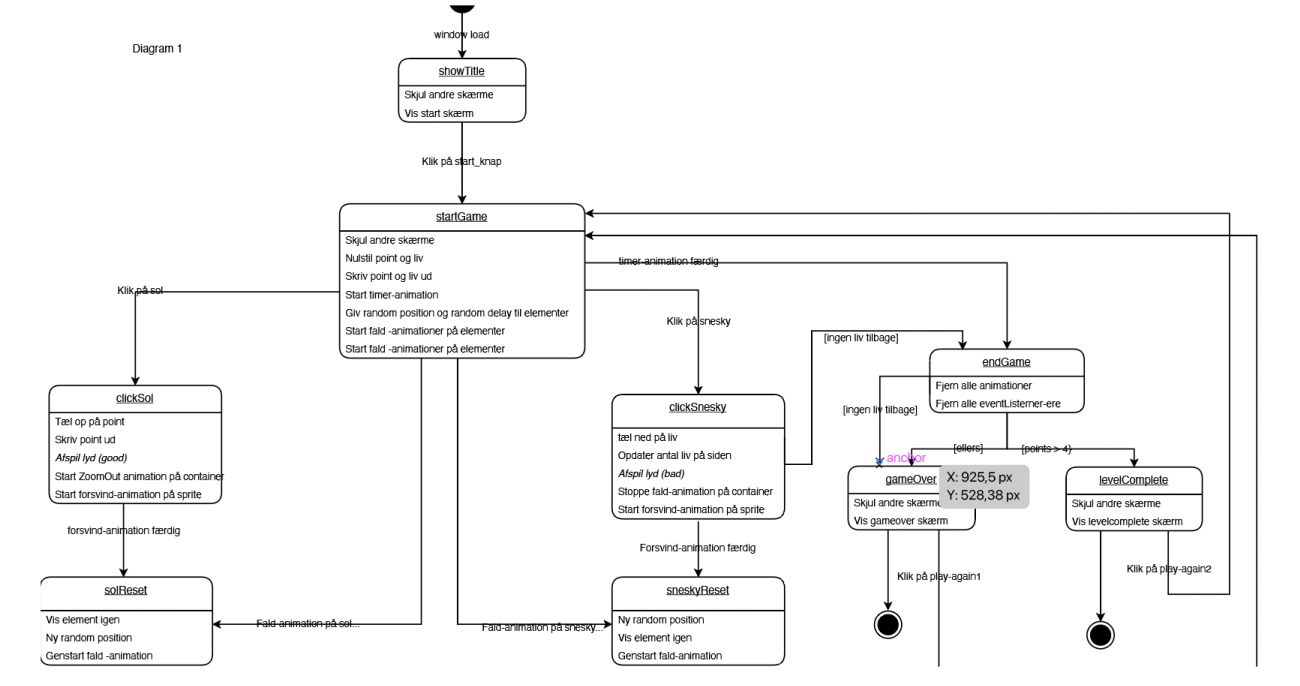 window load
Diagram 1
showTitle
Skjul andre skærme
Vis start skærm
Klik på start_knap
startGame
Skjul andre skærme
Nulstil point og liv
Skriv point og liv ud
Start timer-animation
Giv random position og random delay til elementer
Start fald -animationer på elementer
Start fald -animationer på elementer
timer-animation færdig
Klik på sol
Klik på snesky
[ingen liv tilbage]
clickSol
Tæl op på point
Skriv point ud
Afspil lyd (good)
Start ZoomOut animation på container
Start forsvind-animation på sprite
clickSnesky
tæl ned på liv
Opdater antal liv på siden
Afspil lyd (bad)
Stoppe fald-animation på container
Start forsvind-animation på sprite
endGame
Fjern alle animationer
Fjern alle eventListerner-ere
[ingen liv tilbage]
[ellers]
[points > 4}
anchor
X: 925,5 px
Y: 528,38 px
gameOver
Skjul andre skærme
Vis gameover skærm
levelComplete
Skjul andre skærme
Vis levelcomplete skærm
forsvind-animation færdig
Forsvind-animation færdig
Klik på play-again1
Klik på play-again2
solReset
Vis element igen
Ny random position
Genstart fald -animation
Fald-animation på sol...
Fald-animation på snesky...
sneskyReset
Ny random position
Vis element igen
Genstart fald-animation